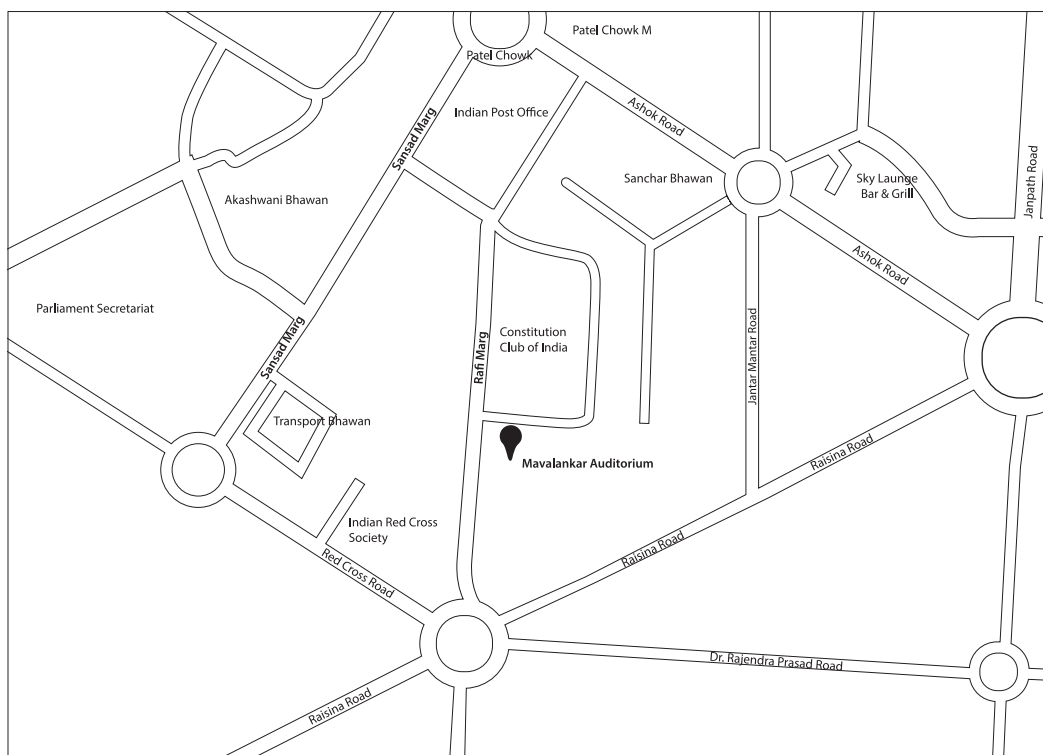 Patel Chowk M
Patel Chowk
Indian Post Office
Ashok Road
Sansad Marg
Janpath Road
Sanchar Bhawan
Sky Launge
Bar & Grill
Akashwani Bhawan
Ashok Road
Parliament Secretariat
Constitution
Club of India
Sansad Marg
Rafi Marg
Jantar Mantar Road
Transport Bhawan
Raisina Road
Mavalankar Auditorium
Indian Red Cross
Society
Raisina Road
Red Cross Road
Dr. Rajendra Prasad Road
Raisina Road